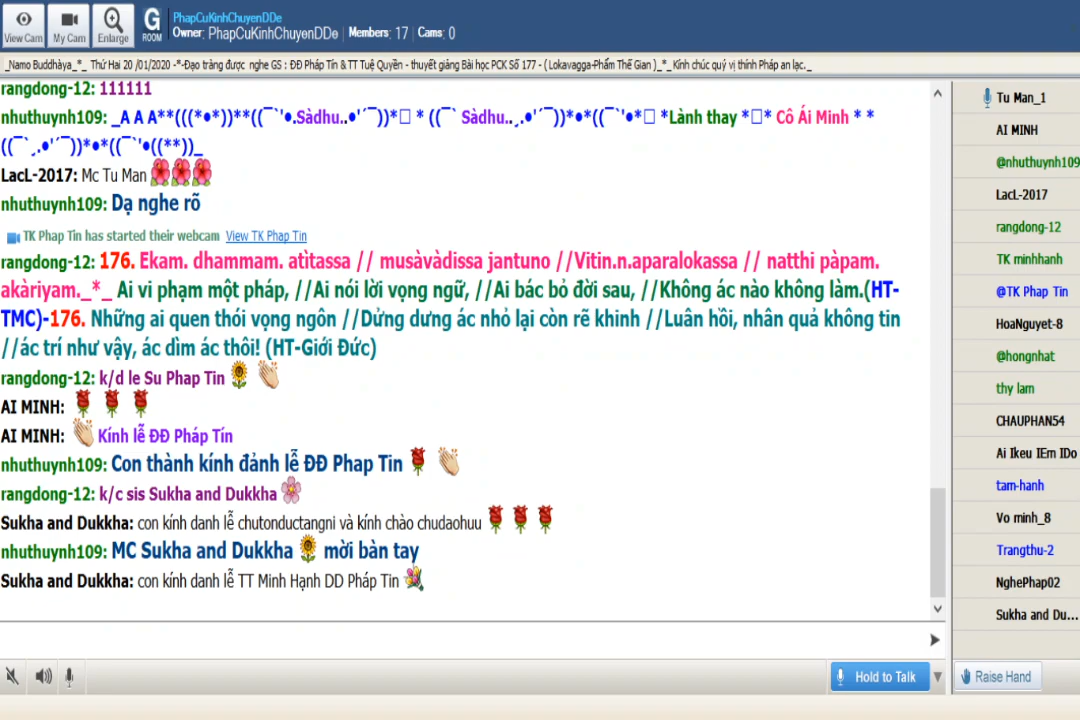 View Cam
My Cam
Enlarge
G ROOM
PhapCuKinhChuyenDDe
Owner: PhapCuKinhChuyenDDe Members: 17 Cams: 0
_Namo Buddhàya_*_ Thứ Hai 20 /01/2020 -*-Đạo tràng được nghe GS : ĐĐ Pháp Tín & TT Tuệ Quyền - thuyết giảng Bài học PCK Số 177 - ( Lokavagga-Phẩm Thế Gian )_*_Kính chúc quý vị thính Pháp an lạc._
rangdong-12: 111111
nhuthuynh109: _A A A**(((*•*))**((¯`'•.Sàdhu..•'´¯))*□ * ((¯` Sàdhu..¸.•'´¯))*•*((¯`'•*□ *Lành thay *□* Cô Ái Minh * *
((¯`¸.•'´¯))*•*((¯`'•((**))_
LacL-2017: Mc Tu Man
nhuthuynh109: Dạ nghe rõ
TK Phap Tin has started their webcam View TK Phap Tin
rangdong-12: 176. Ekam. dhammam. atìtassa // musàvàdissa jantuno //Vitin.n.aparalokassa // natthi pàpam.
akàriyam._*_ Ai vi phạm một pháp, //Ai nói lời vọng ngữ, //Ai bác bỏ đời sau, //Không ác nào không làm.(HT-
TMC)-176. Những ai quen thói vọng ngôn //Dửng dưng ác nhỏ lại còn rẽ khinh //Luân hồi, nhân quả không tin
//ác trí như vậy, ác dìm ác thôi! (HT-Giới Đức)
rangdong-12: k/d le Su Phap Tin
AI MINH:
AI MINH: Kính lễ ĐĐ Pháp Tín
nhuthuynh109: Con thành kính đảnh lễ ĐĐ Phap Tin
rangdong-12: k/c sis Sukha and Dukkha
Sukha and Dukkha: con kính danh lễ chutonductangni và kính chào chudaohuu
nhuthuynh109: MC Sukha and Dukkha mời bàn tay
Sukha and Dukkha: con kính danh lễ TT Minh Hạnh DD Pháp Tin
Hold to Talk
Tu Man_1
AI MINH
@nhuthuynh109
LacL-2017
rangdong-12
TK minhhanh
@TK Phap Tin
HoaNguyet-8
@hongnhat
thy lam
CHAUPHAN54
Ai Ikeu IEm IDo
tam-hanh
Vo minh_8
Trangthu-2
NghePhap02
Sukha and Du...
Raise Hand